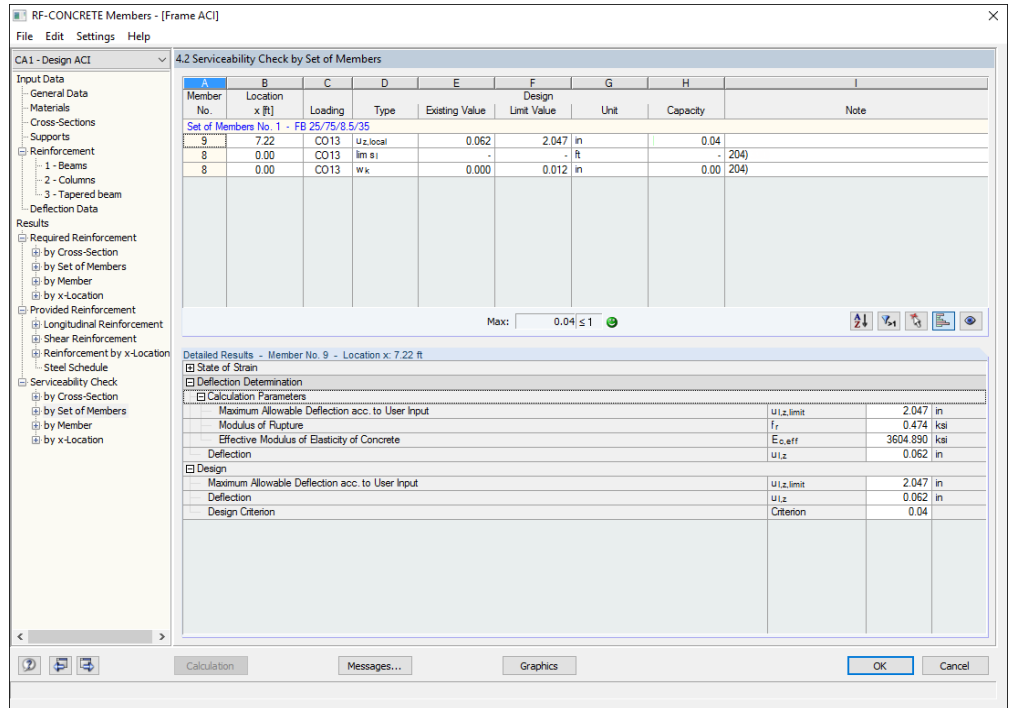 RF-CONCRETE Members - [Frame ACI]
File Edit Settings Help
CA1 - Design ACI
Input Data
General Data
Materials
Cross-Sections
Supports
Reinforcement
1 - Beams
2 - Columns
3 - Tapered beam
Deflection Data
Results
Required Reinforcement
by Cross-Section
by Set of Members
by Member
by x-Location
Provided Reinforcement
Longitudinal Reinforcement
Shear Reinforcement
Reinforcement by x-Location
Steel Schedule
Serviceability Check
by Cross-Section
by Set of Members
by Member
by x-Location
4.2 Serviceability Check by Set of Members
A B C D E F G H I
Member Location Design
No. x [ft] Loading Type Existing Value Limit Value Unit Capacity Note
Set of Members No. 1 - FB 25/75/8.5/35
9 7.22 CO13 uz,local 0.062 2.047 in 0.04
8 0.00 CO13 lim sl - - ft - 204)
8 0.00 CO13 wk 0.000 0.012 in 0.00 204)
Max: 0.04 ≤ 1
Detailed Results - Member No. 9 - Location x: 7.22 ft
State of Strain
Deflection Determination
Calculation Parameters
Maximum Allowable Deflection acc. to User Input ul,z,limit 2.047 in
Modulus of Rupture fr 0.474 ksi
Effective Modulus of Elasticity of Concrete Ec,eff 3604.890 ksi
Deflection ul,z 0.062 in
Design
Maximum Allowable Deflection acc. to User Input ul,z,limit 2.047 in
Deflection ul,z 0.062 in
Design Criterion Criterion 0.04
Calculation Messages... Graphics OK Cancel